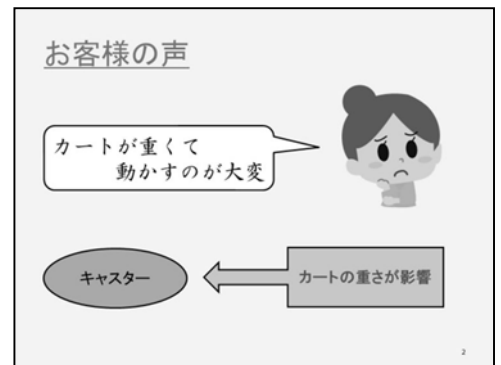 お客様の声
カートが重くて
動かすのが大変
キャスター
カートの重さが影響
2